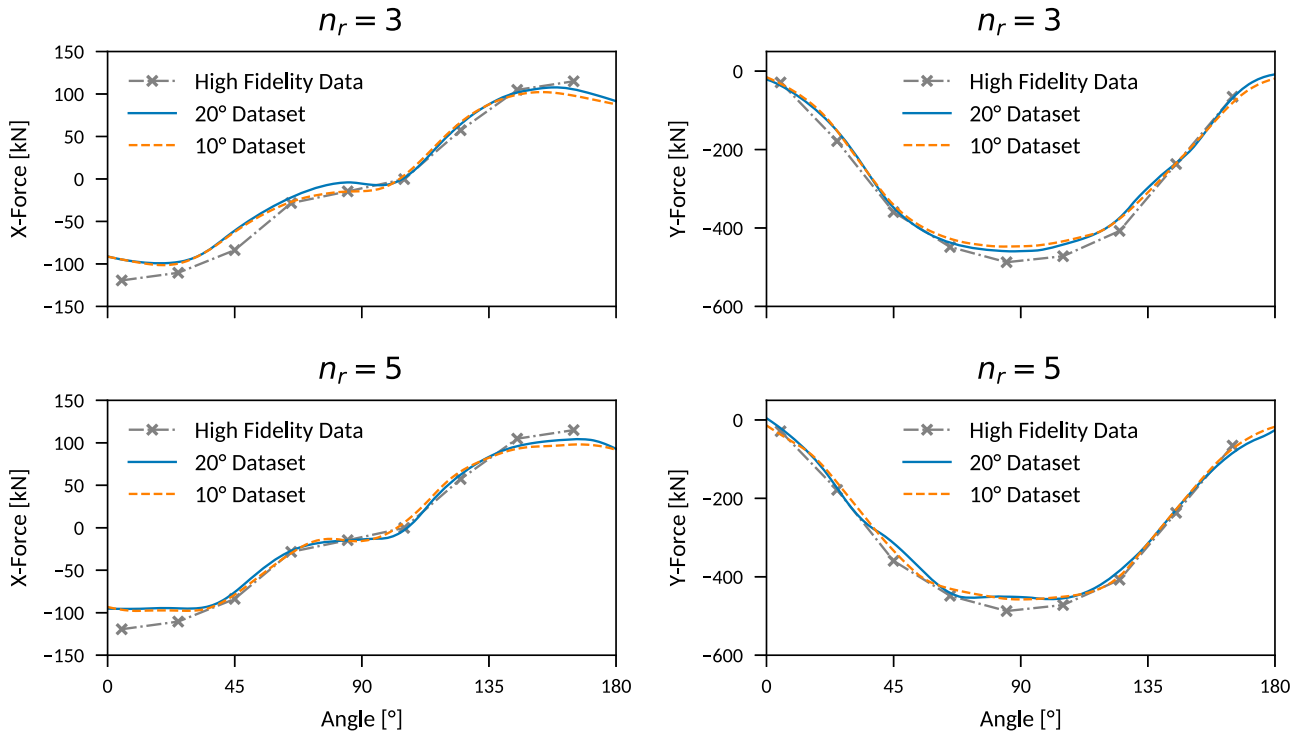 n_r = 3
X-Force [kN]
150
100
50
0
−50
−100
−150
High Fidelity Data
20° Dataset
10° Dataset
n_r = 3
Y-Force [kN]
0
−200
−400
−600
High Fidelity Data
20° Dataset
10° Dataset
n_r = 5
X-Force [kN]
150
100
50
0
−50
−100
−150
High Fidelity Data
20° Dataset
10° Dataset
0 45 90 135 180
Angle [°]
n_r = 5
Y-Force [kN]
0
−200
−400
−600
High Fidelity Data
20° Dataset
10° Dataset
0 45 90 135 180
Angle [°]